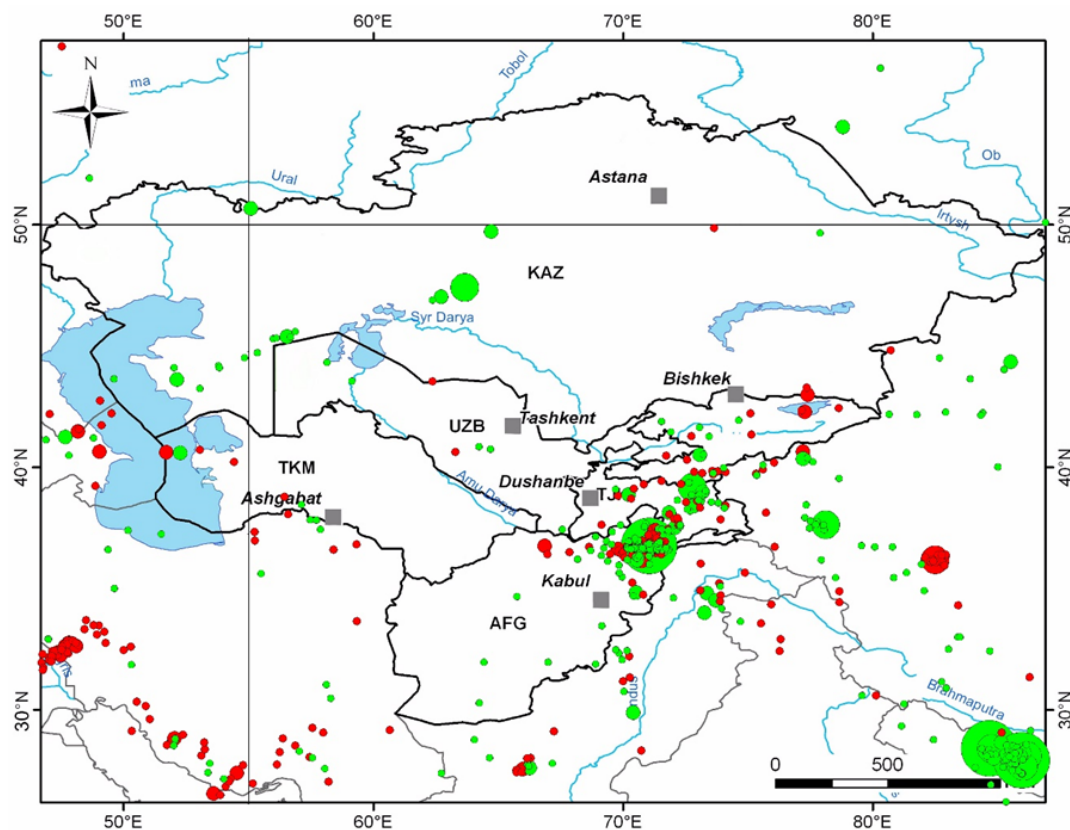 50°E 60°E 70°E 80°E
N
ma
Tobol
Ob
Ural
Astana
Irtysh
50°N 50°N
KAZ
Syr Darya
Bishkek
UZB Tashkent
40°N 40°N
TKM Dushanbe
Ashgabat Amu Darya TJ
Kabul
AFG
ndus
30°N Brahmaputra 30°N
0 500
50°E 60°E 70°E 80°E